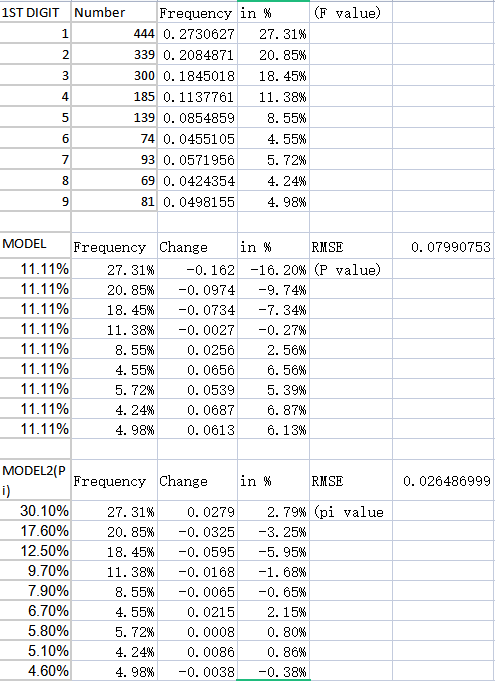 1ST DIGIT Number Frequency in % (F value)
1 444 0.2730627 27.31%
2 339 0.2084871 20.85%
3 300 0.1845018 18.45%
4 185 0.1137761 11.38%
5 139 0.0854859 8.55%
6 74 0.0455105 4.55%
7 93 0.0571956 5.72%
8 69 0.0424354 4.24%
9 81 0.0498155 4.98%
MODEL Frequency Change in % RMSE 0.07990753
11.11% 27.31% -0.162 -16.20% (P value)
11.11% 20.85% -0.0974 -9.74%
11.11% 18.45% -0.0734 -7.34%
11.11% 11.38% -0.0027 -0.27%
11.11% 8.55% 0.0256 2.56%
11.11% 4.55% 0.0656 6.56%
11.11% 5.72% 0.0539 5.39%
11.11% 4.24% 0.0687 6.87%
11.11% 4.98% 0.0613 6.13%
MODEL2(P
i) Frequency Change in % RMSE 0.026486999
30.10% 27.31% 0.0279 2.79% (pi value
17.60% 20.85% -0.0325 -3.25%
12.50% 18.45% -0.0595 -5.95%
9.70% 11.38% -0.0168 -1.68%
7.90% 8.55% -0.0065 -0.65%
6.70% 4.55% 0.0215 2.15%
5.80% 5.72% 0.0008 0.80%
5.10% 4.24% 0.0086 0.86%
4.60% 4.98% -0.0038 -0.38%